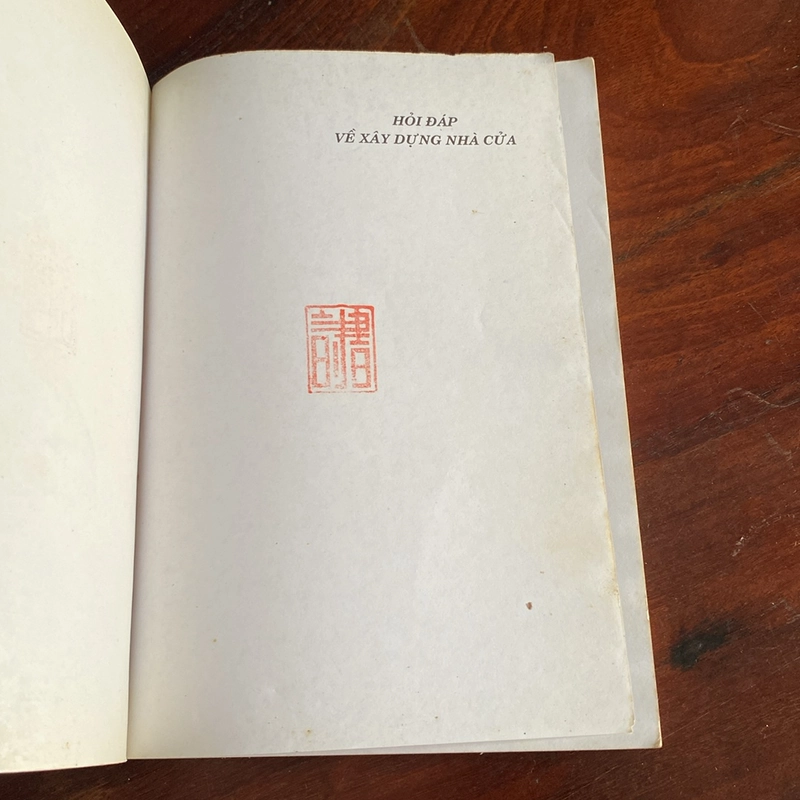 HỎI ĐÁP
VỀ XÂY DỰNG NHÀ CỬA